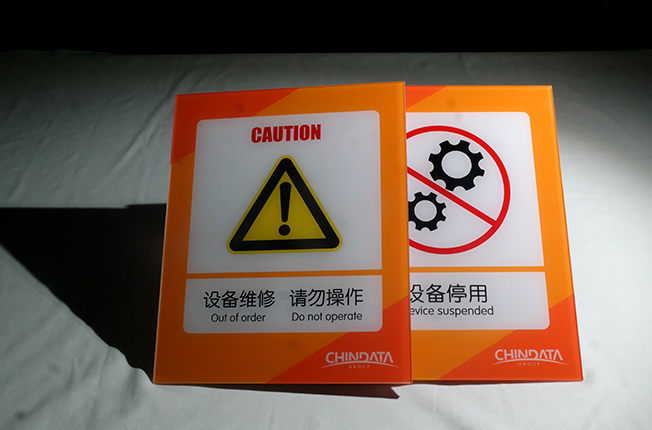 CAUTION
设备维修 请勿操作
Out of order Do not operate
CHINDATA
GROUP
设备停用
evice suspended
CHINDATA
GROUP